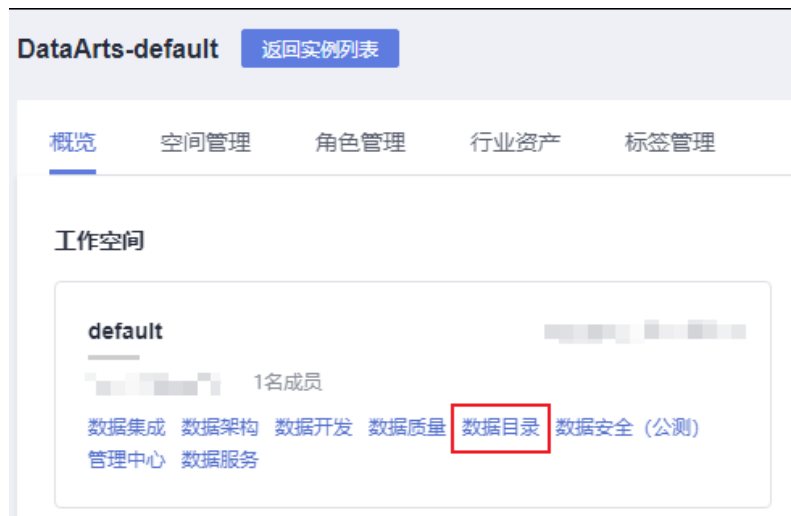 DataArts-default 返回实例列表
概览 空间管理 角色管理 行业资产 标签管理
工作空间
default
1名成员
数据集成 数据架构 数据开发 数据质量 数据目录 数据安全（公测）
管理中心 数据服务